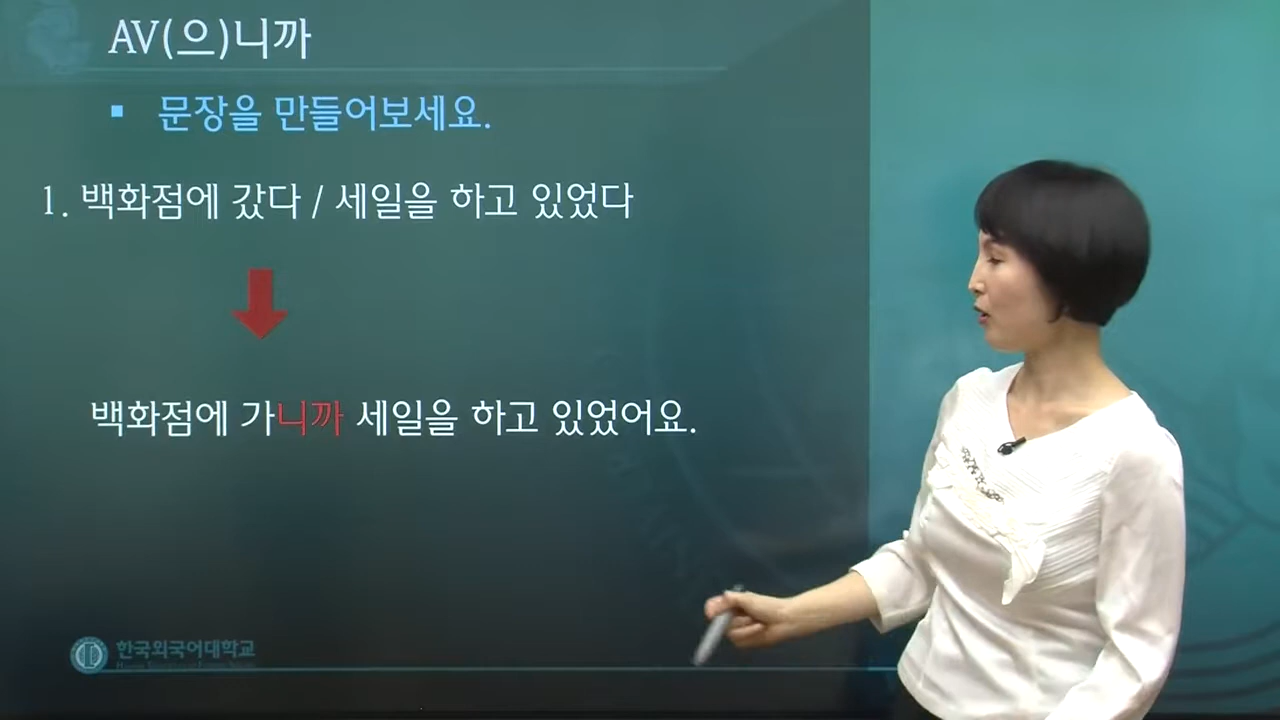 AV(으)니까
▪ 문장을 만들어보세요.
1. 백화점에 갔다 / 세일을 하고 있었다
백화점에 가니까 세일을 하고 있었어요.
한국외국어대학교